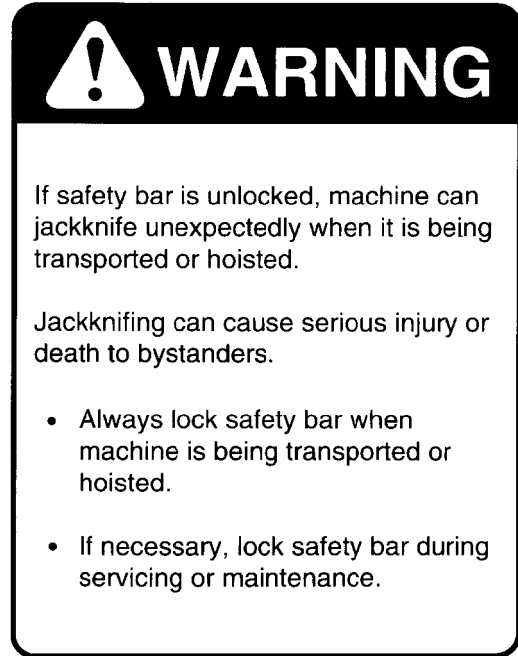 WARNING
If safety bar is unlocked, machine can
jackknife unexpectedly when it is being
transported or hoisted.
Jackknifing can cause serious injury or
death to bystanders.
• Always lock safety bar when
machine is being transported or
hoisted.
• If necessary, lock safety bar during
servicing or maintenance.